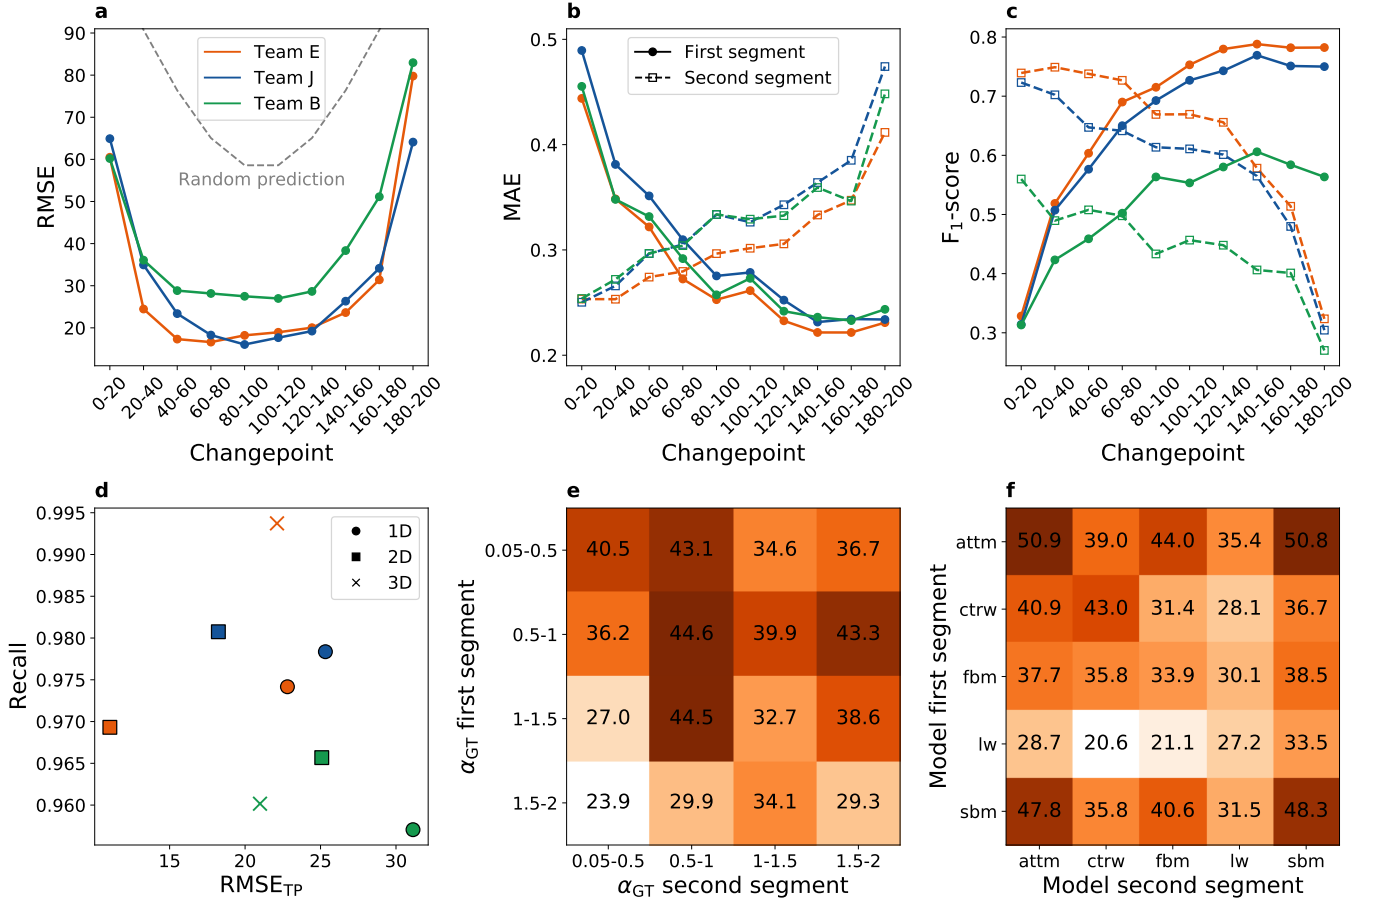 a
RMSE
90
80
70
60
50
40
30
20
Team E
Team J
Team B
Random prediction
0-20
20-40
40-60
60-80
80-100
100-120
120-140
140-160
160-180
180-200
Changepoint
b
MAE
0.5
0.4
0.3
0.2
First segment
Second segment
0-20
20-40
40-60
60-80
80-100
100-120
120-140
140-160
160-180
180-200
Changepoint
c
F1-score
0.8
0.7
0.6
0.5
0.4
0.3
0-20
20-40
40-60
60-80
80-100
100-120
120-140
140-160
160-180
180-200
Changepoint
d
Recall
0.995
0.990
0.985
0.980
0.975
0.970
0.965
0.960
1D
2D
3D
15 20 25 30
RMSETP
e
αGT first segment
0.05-0.5 40.5 43.1 34.6 36.7
0.5-1 36.2 44.6 39.9 43.3
1-1.5 27.0 44.5 32.7 38.6
1.5-2 23.9 29.9 34.1 29.3
0.05-0.5 0.5-1 1-1.5 1.5-2
αGT second segment
f
Model first segment
attm 50.9 39.0 44.0 35.4 50.8
ctrw 40.9 43.0 31.4 28.1 36.7
fbm 37.7 35.8 33.9 30.1 38.5
lw 28.7 20.6 21.1 27.2 33.5
sbm 47.8 35.8 40.6 31.5 48.3
attm ctrw fbm lw sbm
Model second segment